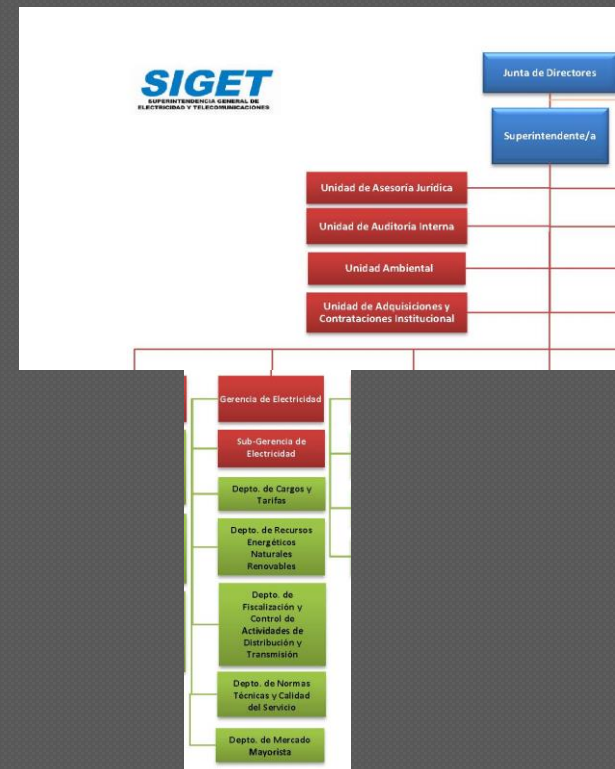 SIGET
SUPERINTENDENCIA GENERAL DE
ELECTRICIDAD Y TELECOMUNICACIONES
Junta de Directores
Superintendente/a
Unidad de Asesoría Jurídica
Unidad de Auditoría Interna
Unidad Ambiental
Unidad de Adquisiciones y
Contrataciones Institucional
Gerencia de Electricidad
Sub-Gerencia de
Electricidad
Depto. de Cargos y
Tarifas
Depto. de Recursos
Energéticos
Naturales
Renovables
Depto. de
Fiscalización y
Control de
Actividades de
Distribución y
Transmisión
Depto. de Normas
Técnicas y Calidad
del Servicio
Depto. de Mercado
Mayorista